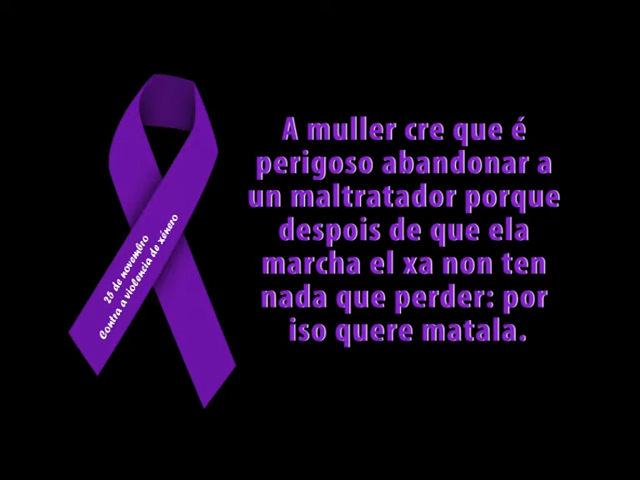 A muller cre que é
perigoso abandonar a
un maltratador porque
despois de que ela
marcha el xa non ten
nada que perder: por
iso quere matala.
25 de novembro
Contra a violencia de xénero